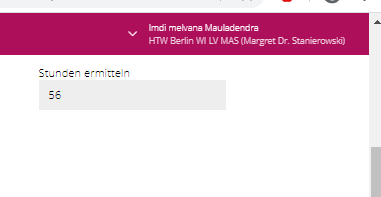 Imdi melvana Mauladendra
HTW Berlin WI LV MAS (Margret Dr. Stanierowski)
Stunden ermitteln
56